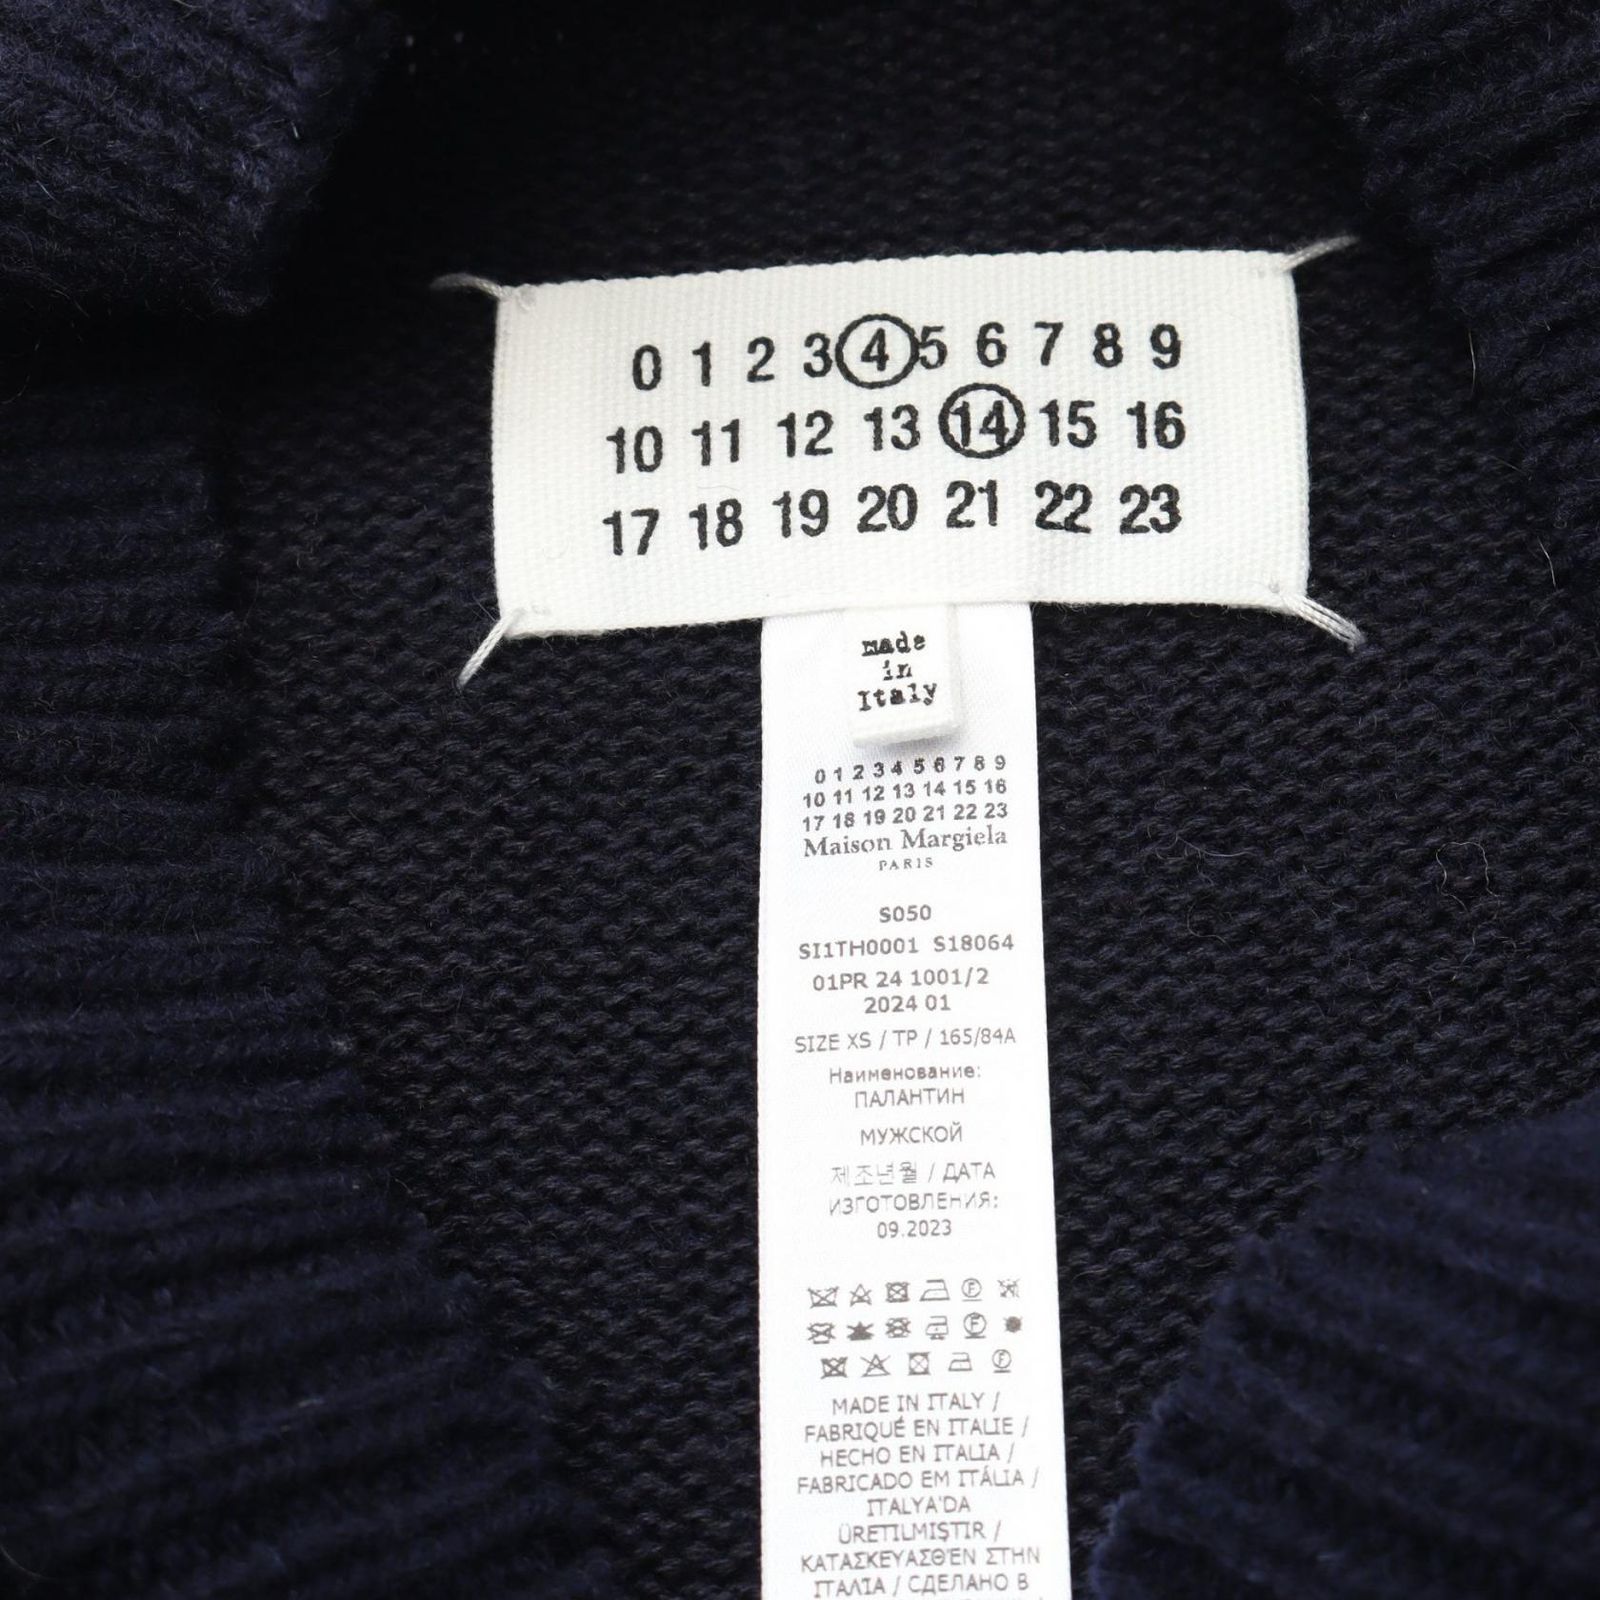 0 1 2 3 4 5 6 7 8 9
10 11 12 13 14 15 16
17 18 19 20 21 22 23
made
in
Italy
0 1 2 3 4 5 6 7 8 9
10 11 12 13 14 15 16
17 18 19 20 21 22 23
Maison Margiela
PARIS
S050
SI1TH0001 S18064
01PR 24 1001/2
2024 01
SIZE XS / TP / 165/84A
Наименование:
ПАЛАНТИН
МУЖСКОЙ
제조년월 / ДАТА
ИЗГОТОВЛЕНИЯ:
09.2023
MADE IN ITALY /
FABRIQUÉ EN ITALIE /
HECHO EN ITALIA /
FABRICADO EM ITÁLIA /
ITALYA'DA
ÜRETILMIŞTIR /
ΚΑΤΑΣΚΕΥΑΣΘΈΝ ΣΤΗΝ
ΙΤΑΛΊΑ / СДЕЛАНО В